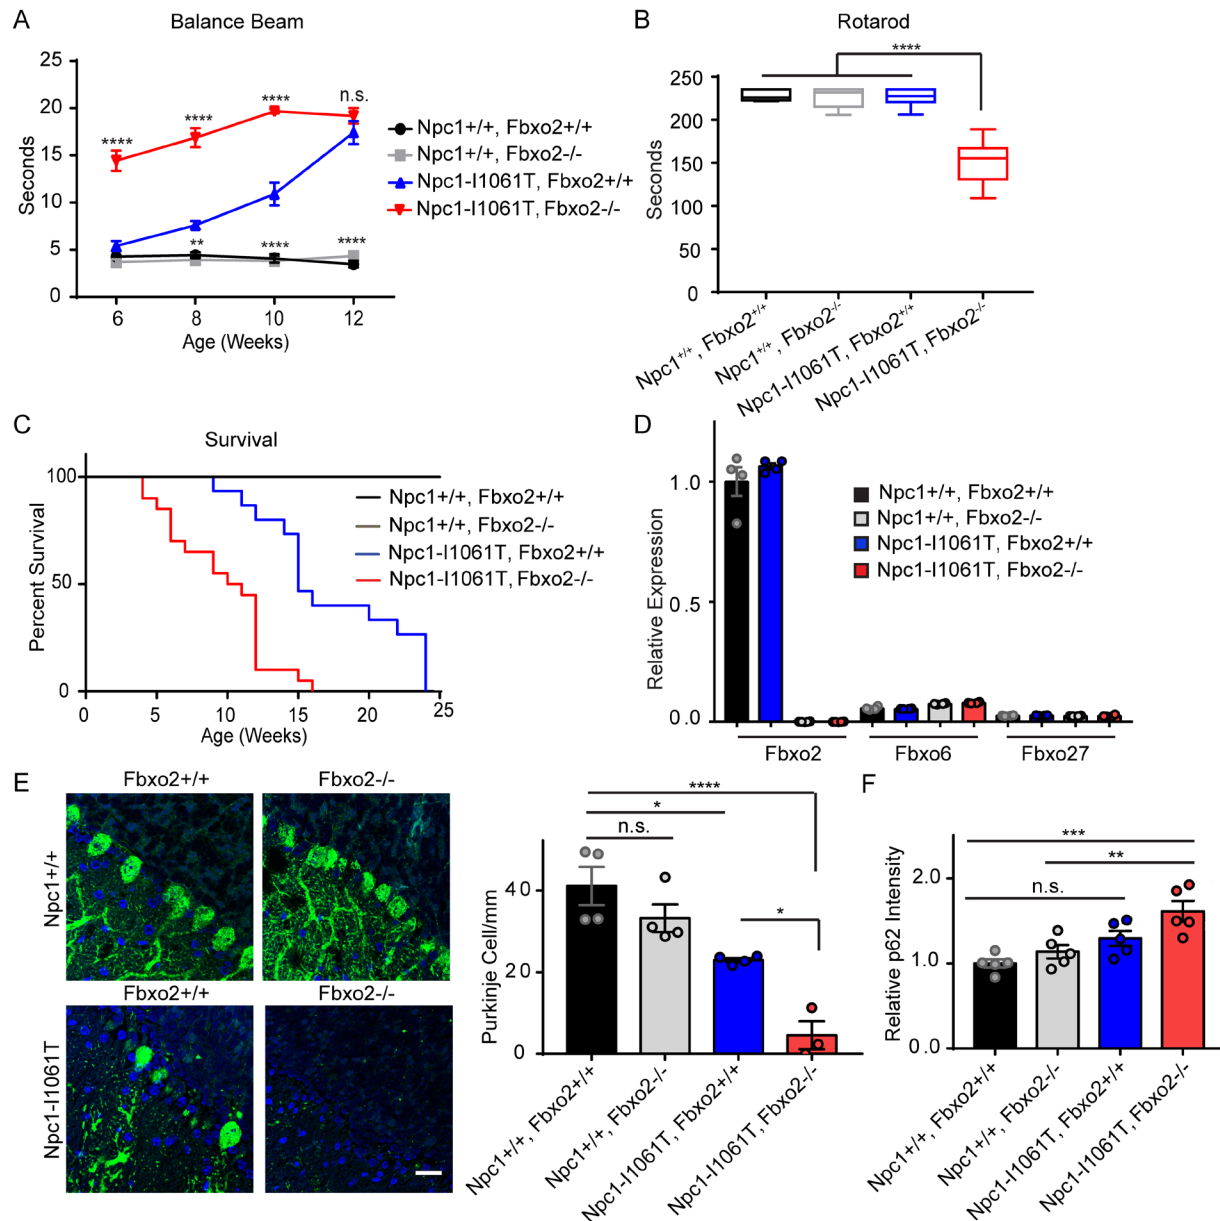 A
Balance Beam
25
20
15
10
5
0
Seconds
6
8
10
12
Age (Weeks)
****
****
****
n.s.
**
****
****
Npc1+/+, Fbxo2+/+
Npc1+/+, Fbxo2-/-
Npc1-I1061T, Fbxo2+/+
Npc1-I1061T, Fbxo2-/-
B
Rotarod
****
250
200
150
100
50
0
Seconds
Npc1+/+, Fbxo2+/+
Npc1+/+, Fbxo2-/-
Npc1-I1061T, Fbxo2+/+
Npc1-I1061T, Fbxo2-/-
C
Survival
100
50
0
Percent Survival
0
5
10
15
20
25
Age (Weeks)
Npc1+/+, Fbxo2+/+
Npc1+/+, Fbxo2-/-
Npc1-I1061T, Fbxo2+/+
Npc1-I1061T, Fbxo2-/-
D
1.0
0.5
0.0
Relative Expression
Npc1+/+, Fbxo2+/+
Npc1+/+, Fbxo2-/-
Npc1-I1061T, Fbxo2+/+
Npc1-I1061T, Fbxo2-/-
Fbxo2
Fbxo6
Fbxo27
E
Fbxo2+/+
Fbxo2-/-
Npc1+/+
Fbxo2+/+
Fbxo2-/-
Npc1-I1061T
****
*
n.s.
*
40
20
0
Purkinje Cell/mm
Npc1+/+, Fbxo2+/+
Npc1+/+, Fbxo2-/-
Npc1-I1061T, Fbxo2+/+
Npc1-I1061T, Fbxo2-/-
F
***
**
n.s.
2.0
1.0
0.0
Relative p62 Intensity
Npc1+/+, Fbxo2+/+
Npc1+/+, Fbxo2-/-
Npc1-I1061T, Fbxo2+/+
Npc1-I1061T, Fbxo2-/-